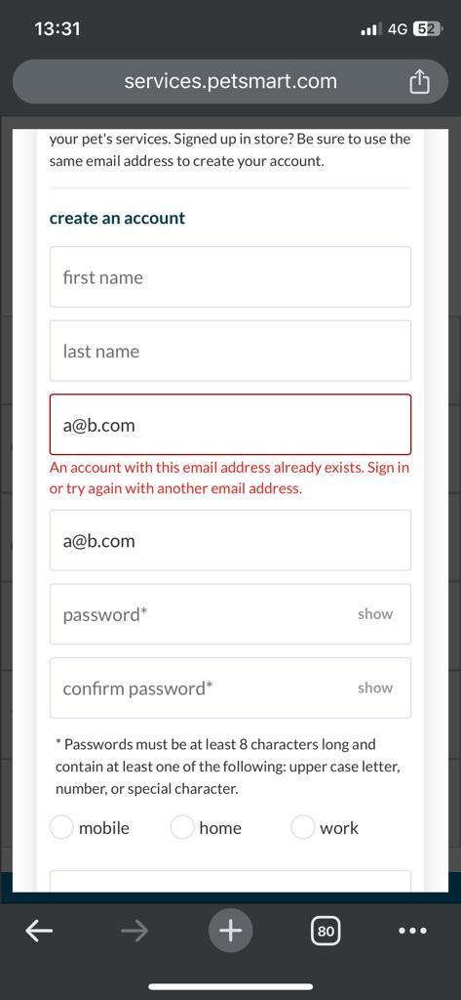 13:31
4G 52
services.petsmart.com
your pet's services. Signed up in store? Be sure to use the
same email address to create your account.
create an account
first name
last name
a@b.com
An account with this email address already exists. Sign in
or try again with another email address.
a@b.com
password* show
confirm password* show
* Passwords must be at least 8 characters long and
contain at least one of the following: upper case letter,
number, or special character.
mobile home work
80